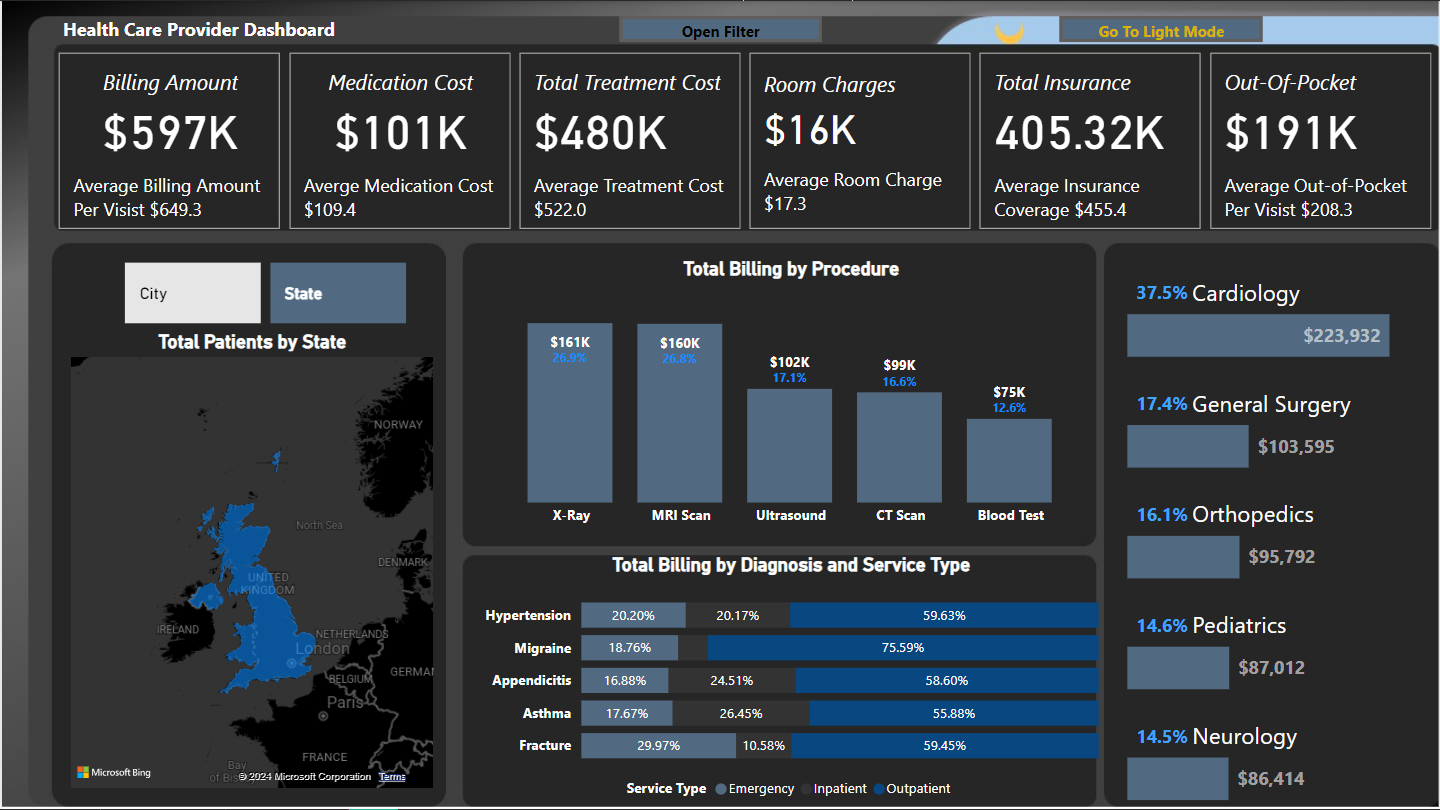 Health Care Provider Dashboard
Open Filter
Go To Light Mode
Billing Amount
$597K
Average Billing Amount
Per Visist $649.3
Medication Cost
$101K
Averge Medication Cost
$109.4
Total Treatment Cost
$480K
Average Treatment Cost
$522.0
Room Charges
$16K
Average Room Charge
$17.3
Total Insurance
405.32K
Average Insurance
Coverage $455.4
Out-Of-Pocket
$191K
Average Out-of-Pocket
Per Visist $208.3
City
State
Total Patients by State
NORWAY
North Sea
DENMARK
UNITED
KINGDOM
IRELAND
NETHERLANDS
London
BELGIUM
GERMAN
Paris
FRANCE
Bay
of Bis
Microsoft Bing
© 2024 Microsoft Corporation Terms
Total Billing by Procedure
$161K
26.9%
$160K
26.8%
$102K
17.1%
$99K
16.6%
$75K
12.6%
X-Ray
MRI Scan
Ultrasound
CT Scan
Blood Test
Total Billing by Diagnosis and Service Type
Hypertension 20.20% 20.17% 59.63%
Migraine 18.76% 75.59%
Appendicitis 16.88% 24.51% 58.60%
Asthma 17.67% 26.45% 55.88%
Fracture 29.97% 10.58% 59.45%
Service Type Emergency Inpatient Outpatient
37.5% Cardiology
$223,932
17.4% General Surgery
$103,595
16.1% Orthopedics
$95,792
14.6% Pediatrics
$87,012
14.5% Neurology
$86,414